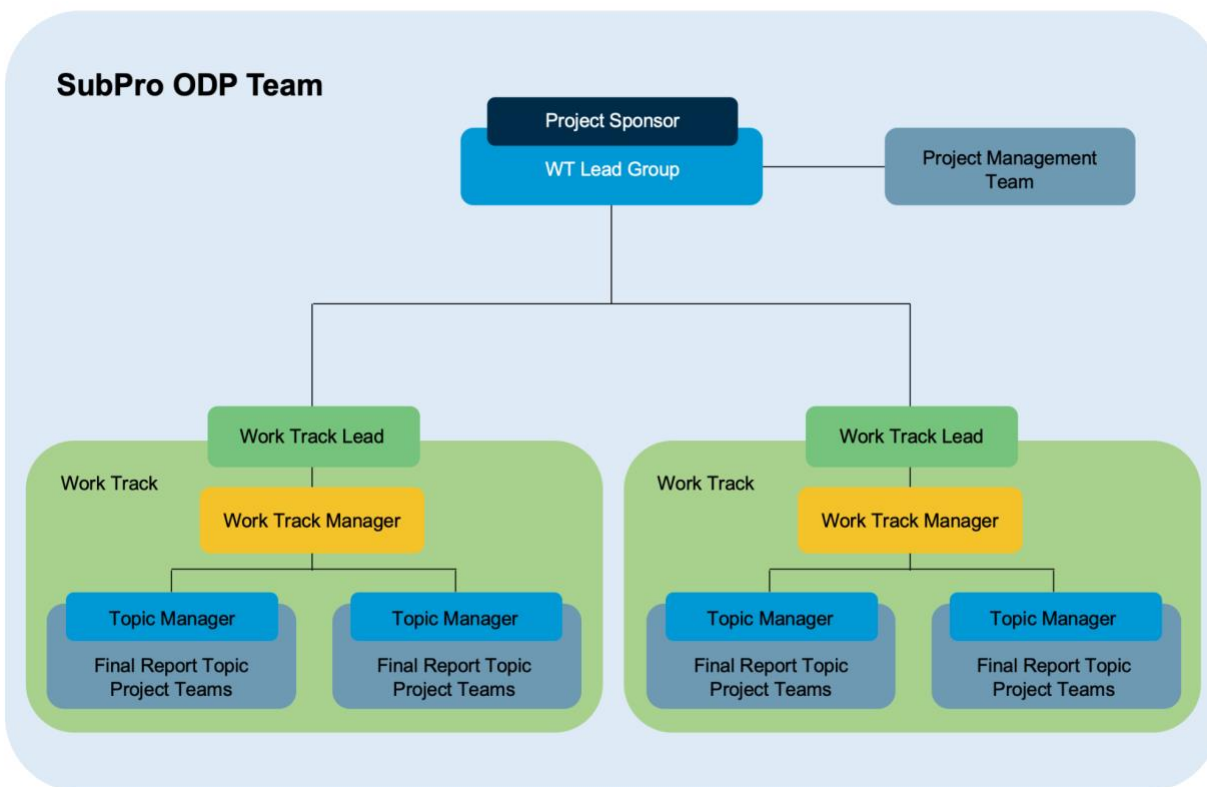 SubPro ODP Team
Project Sponsor
WT Lead Group
Project Management
Team
Work Track Lead
Work Track
Work Track Manager
Topic Manager
Final Report Topic
Project Teams
Topic Manager
Final Report Topic
Project Teams
Work Track Lead
Work Track
Work Track Manager
Topic Manager
Final Report Topic
Project Teams
Topic Manager
Final Report Topic
Project Teams